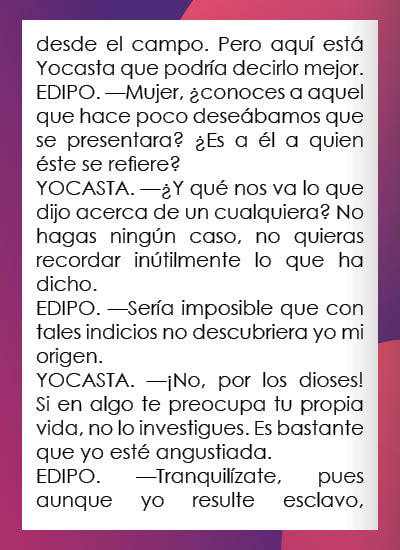 desde el campo. Pero aquí está
Yocasta que podría decirlo mejor.
EDIPO. —Mujer, ¿conoces a aquel
que hace poco deseábamos que
se presentara? ¿Es a él a quien
éste se refiere?
YOCASTA. —¿Y qué nos va lo que
dijo acerca de un cualquiera? No
hagas ningún caso, no quieras
recordar inútilmente lo que ha
dicho.
EDIPO. —Sería imposible que con
tales indicios no descubriera yo mi
origen.
YOCASTA. —¡No, por los dioses!
Si en algo te preocupa tu propia
vida, no lo investigues. Es bastante
que yo esté angustiada.
EDIPO. —Tranquilízate, pues
aunque yo resulte esclavo,